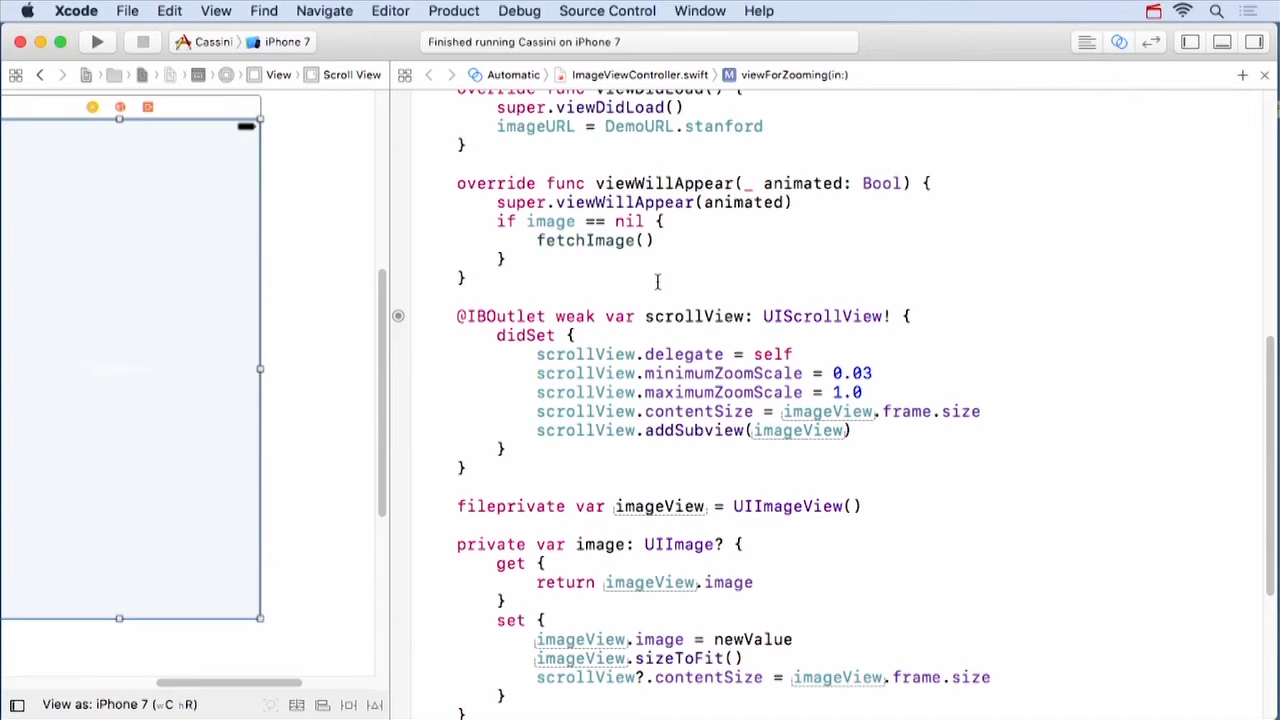 Xcode File Edit View Find Navigate Editor Product Debug Source Control Window Help
Cassini iPhone 7 Finished running Cassini on iPhone 7
View Scroll View Automatic ImageViewController.swift M viewForZooming(in:)
override func viewDidLoad() {
super.viewDidLoad()
imageURL = DemoURL.stanford
}
override func viewWillAppear(_ animated: Bool) {
super.viewWillAppear(animated)
if image == nil {
fetchImage()
}
}
@IBOutlet weak var scrollView: UIScrollView! {
didSet {
scrollView.delegate = self
scrollView.minimumZoomScale = 0.03
scrollView.maximumZoomScale = 1.0
scrollView.contentSize = imageView.frame.size
scrollView.addSubview(imageView)
}
}
fileprivate var imageView = UIImageView()
private var image: UIImage? {
get {
return imageView.image
}
set {
imageView.image = newValue
imageView.sizeToFit()
scrollView?.contentSize = imageView.frame.size
}
}
View as: iPhone 7 (wC hR)